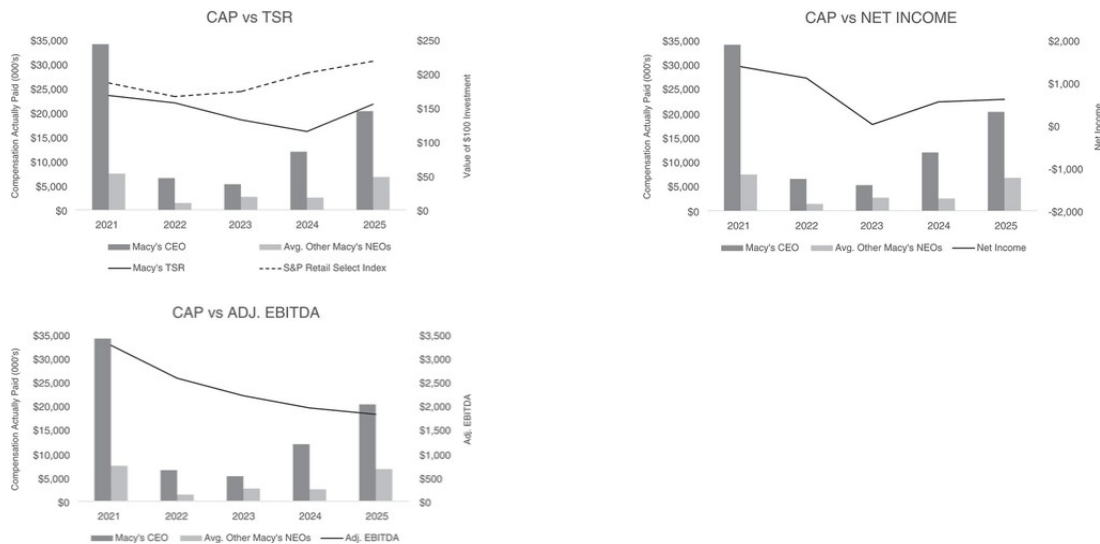 CAP vs TSR
Compensation Actually Paid (000's)
$35,000
$30,000
$25,000
$20,000
$15,000
$10,000
$5,000
$0
$250
$200
$150
$100
$50
$0
Value of $100 Investment
2021 2022 2023 2024 2025
Macy's CEO Avg. Other Macy's NEOs
Macy's TSR S&P Retail Select Index
CAP vs NET INCOME
Compensation Actually Paid (000's)
$35,000
$30,000
$25,000
$20,000
$15,000
$10,000
$5,000
$0
$2,000
$1,000
$0
-$1,000
-$2,000
Net Income
2021 2022 2023 2024 2025
Macy's CEO Avg. Other Macy's NEOs Net Income
CAP vs ADJ. EBITDA
Compensation Actually Paid (000's)
$35,000
$30,000
$25,000
$20,000
$15,000
$10,000
$5,000
$0
$3,500
$3,000
$2,500
$2,000
$1,500
$1,000
$500
$0
Adj. EBITDA
2021 2022 2023 2024 2025
Macy's CEO Avg. Other Macy's NEOs Adj. EBITDA